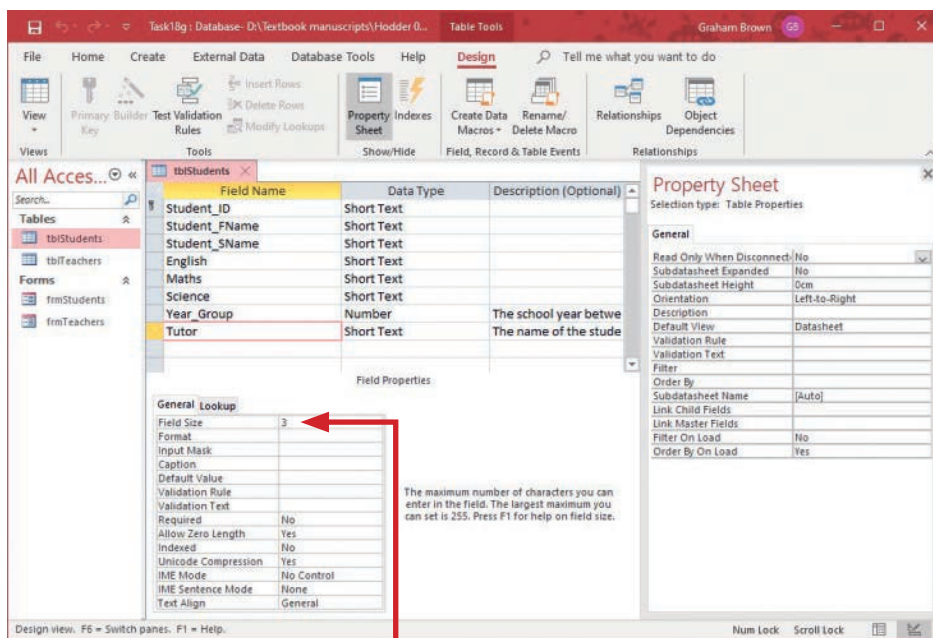 Task18g : Database- D:\Textbook manuscripts\Hodder 0... Table Tools Graham Brown GB
File Home Create External Data Database Tools Help Design Tell me what you want to do
View Primary Key Builder Test Validation Rules Insert Rows Delete Rows Modify Lookups Property Sheet Indexes Create Data Macros Rename/ Delete Macro Relationships Object Dependencies
Views Tools Show/Hide Field, Record & Table Events Relationships
All Acces...
Search...
Tables
tblStudents
tblTeachers
Forms
frmStudents
frmTeachers
tblStudents
Field Name Data Type Description (Optional)
Student_ID Short Text
Student_FName Short Text
Student_SName Short Text
English Short Text
Maths Short Text
Science Short Text
Year_Group Number The school year betwe
Tutor Short Text The name of the stude
Field Properties
General Lookup
Field Size 3
Format
Input Mask
Caption
Default Value
Validation Rule
Validation Text
Required No
Allow Zero Length Yes
Indexed No
Unicode Compression Yes
IME Mode No Control
IME Sentence Mode None
Text Align General
The maximum number of characters you can
enter in the field. The largest maximum you
can set is 255. Press F1 for help on field size.
Property Sheet
Selection type: Table Properties
General
Read Only When Disconnect No
Subdatasheet Expanded No
Subdatasheet Height 0cm
Orientation Left-to-Right
Description
Default View Datasheet
Validation Rule
Validation Text
Filter
Order By
Subdatasheet Name [Auto]
Link Child Fields
Link Master Fields
Filter On Load No
Order By On Load Yes
Design view. F6 = Switch panes. F1 = Help. Num Lock Scroll Lock